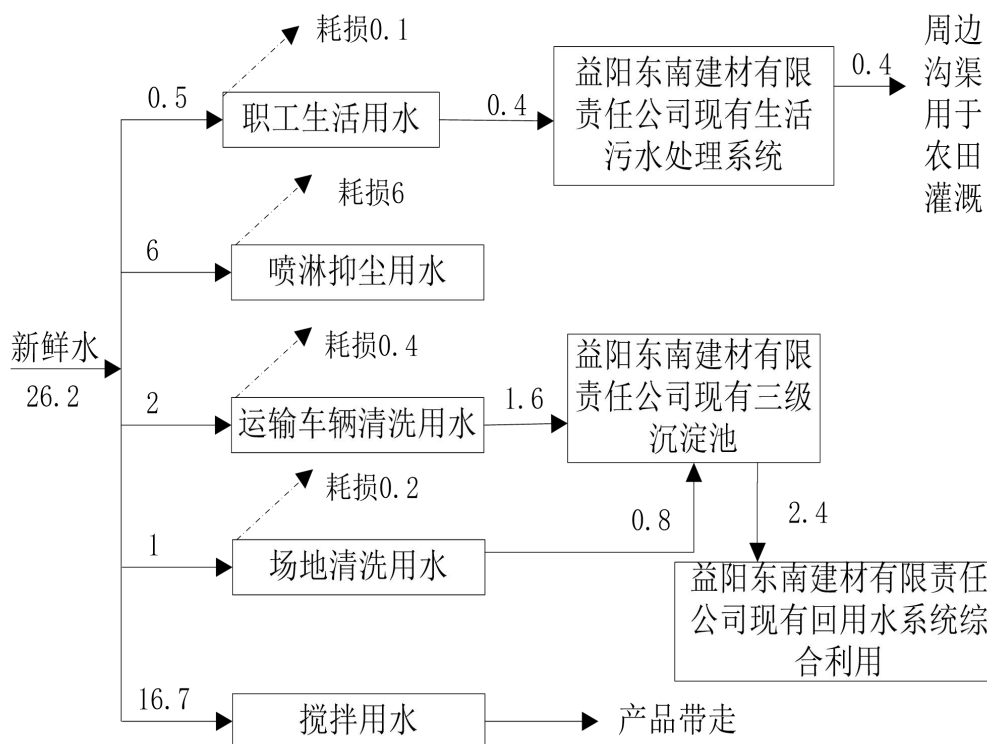 耗损0.1
0.5
职工生活用水
0.4
益阳东南建材有限
责任公司现有生活
污水处理系统
0.4
周边
沟渠
用于
农田
灌溉
耗损6
6
喷淋抑尘用水
新鲜水
26.2
耗损0.4
2
运输车辆清洗用水
1.6
益阳东南建材有限
责任公司现有三级
沉淀池
耗损0.2
1
场地清洗用水
0.8
2.4
益阳东南建材有限责任
公司现有回用水系统综
合利用
16.7
搅拌用水
产品带走